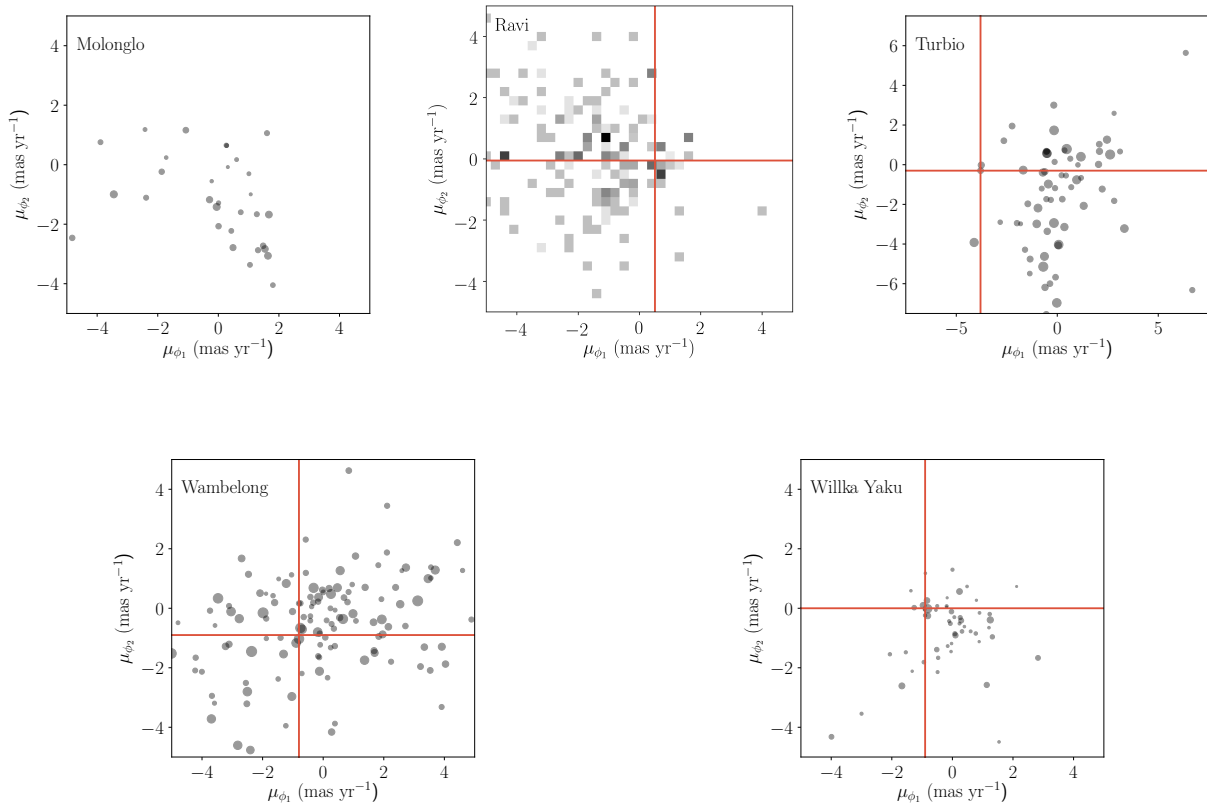 Molonglo
4
2
0
−2
−4
μϕ2 (mas yr−1)
−4 −2 0 2 4
μϕ1 (mas yr−1)
Ravi
4
2
0
−2
−4
μϕ2 (mas yr−1)
−4 −2 0 2 4
μϕ1 (mas yr−1)
Turbio
6
4
2
0
−2
−4
−6
μϕ2 (mas yr−1)
−5 0 5
μϕ1 (mas yr−1)
Wambelong
4
2
0
−2
−4
μϕ2 (mas yr−1)
−4 −2 0 2 4
μϕ1 (mas yr−1)
Willka Yaku
4
2
0
−2
−4
μϕ2 (mas yr−1)
−4 −2 0 2 4
μϕ1 (mas yr−1)